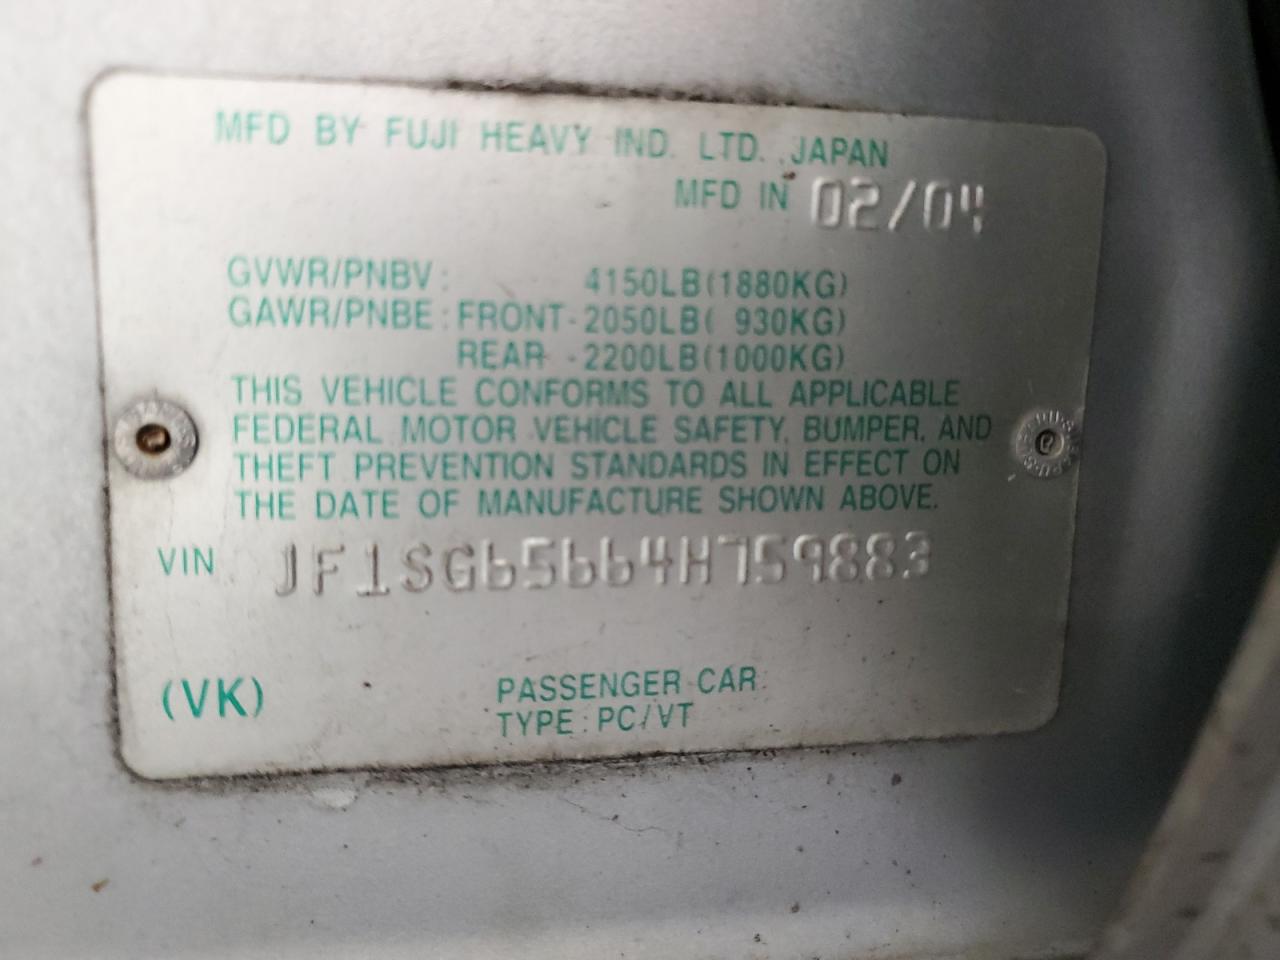 MFD BY FUJI HEAVY IND. LTD. JAPAN
MFD IN 02/04
GVWR/PNBV: 4150LB(1880KG)
GAWR/PNBE: FRONT-2050LB( 930KG)
REAR -2200LB(1000KG)
THIS VEHICLE CONFORMS TO ALL APPLICABLE
FEDERAL MOTOR VEHICLE SAFETY, BUMPER, AND
THEFT PREVENTION STANDARDS IN EFFECT ON
THE DATE OF MANUFACTURE SHOWN ABOVE.
VIN JF1SG65664H759883
(VK)
PASSENGER CAR
TYPE: PC/VT